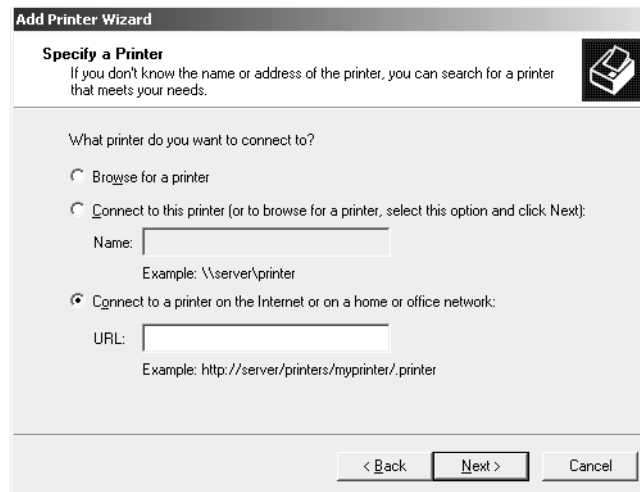 Add Printer Wizard
Specify a Printer
If you don't know the name or address of the printer, you can search for a printer
that meets your needs.
What printer do you want to connect to?
Browse for a printer
Connect to this printer (or to browse for a printer, select this option and click Next):
Name:
Example: \\server\printer
Connect to a printer on the Internet or on a home or office network:
URL:
Example: http://server/printers/myprinter/.printer
< Back   Next >   Cancel